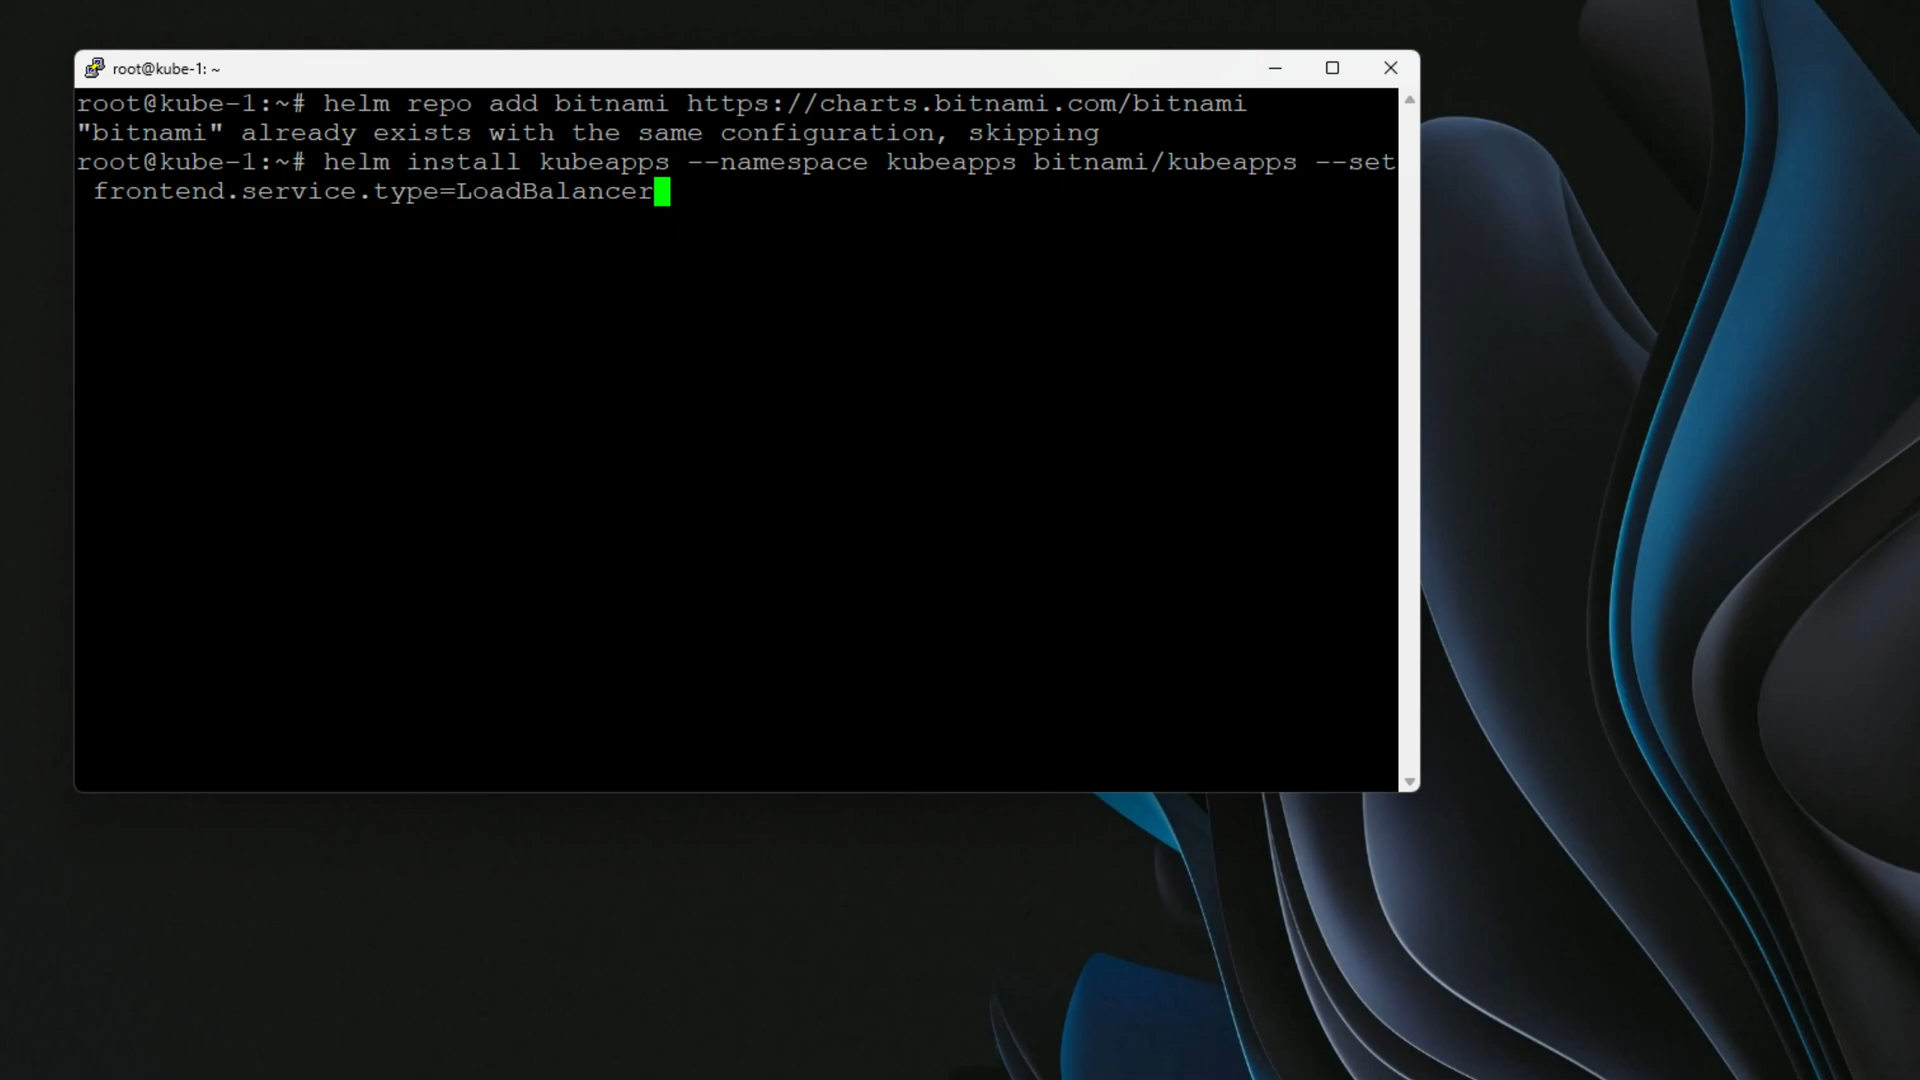 root@kube-1: ~
root@kube-1:~# helm repo add bitnami https://charts.bitnami.com/bitnami
"bitnami" already exists with the same configuration, skipping
root@kube-1:~# helm install kubeapps --namespace kubeapps bitnami/kubeapps --set
 frontend.service.type=LoadBalancer